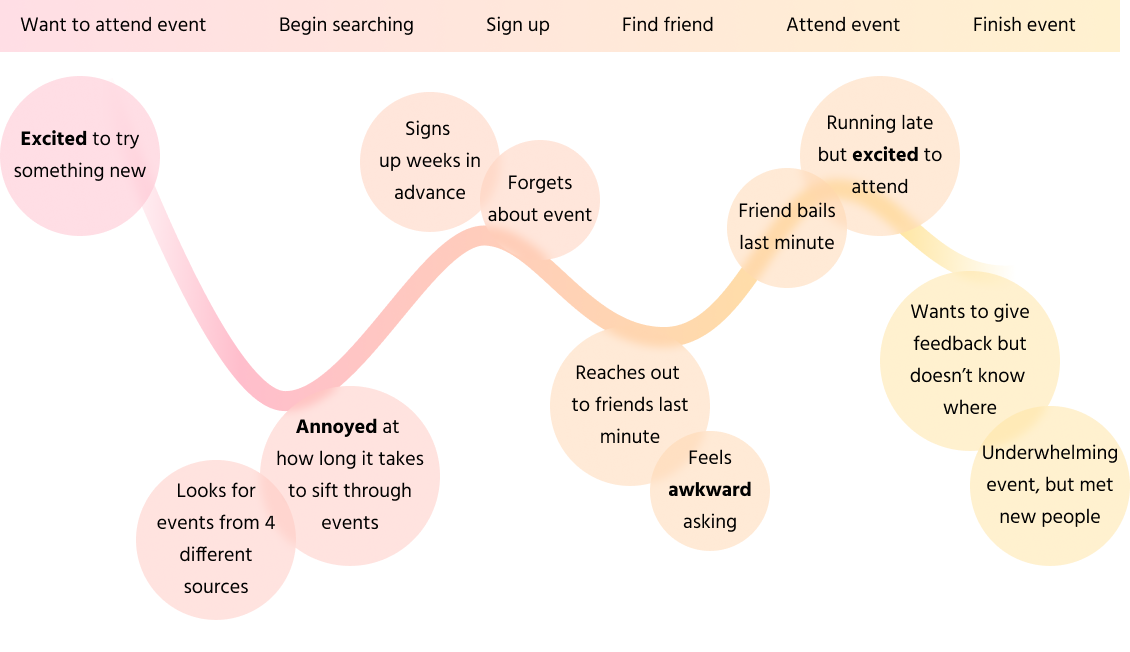 Want to attend event
Begin searching
Sign up
Find friend
Attend event
Finish event
Excited to try
something new
Looks for
events from 4
different
sources
Annoyed at
how long it takes
to sift through
events
Signs
up weeks in
advance
Forgets
about event
Reaches out
to friends last
minute
Feels
awkward
asking
Friend bails
last minute
Running late
but excited to
attend
Wants to give
feedback but
doesn’t know
where
Underwhelming
event, but met
new people